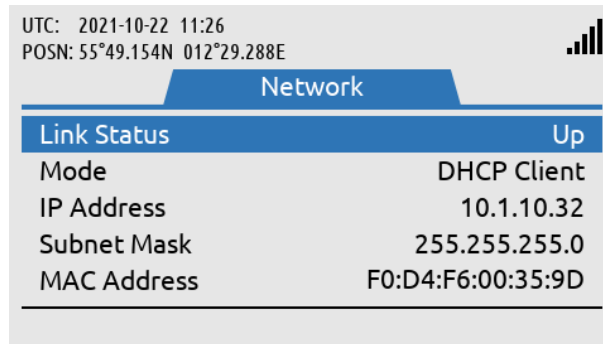 UTC: 2021-10-22 11:26
POSN: 55°49.154N 012°29.288E
Network
Link Status Up
Mode DHCP Client
IP Address 10.1.10.32
Subnet Mask 255.255.255.0
MAC Address F0:D4:F6:00:35:9D